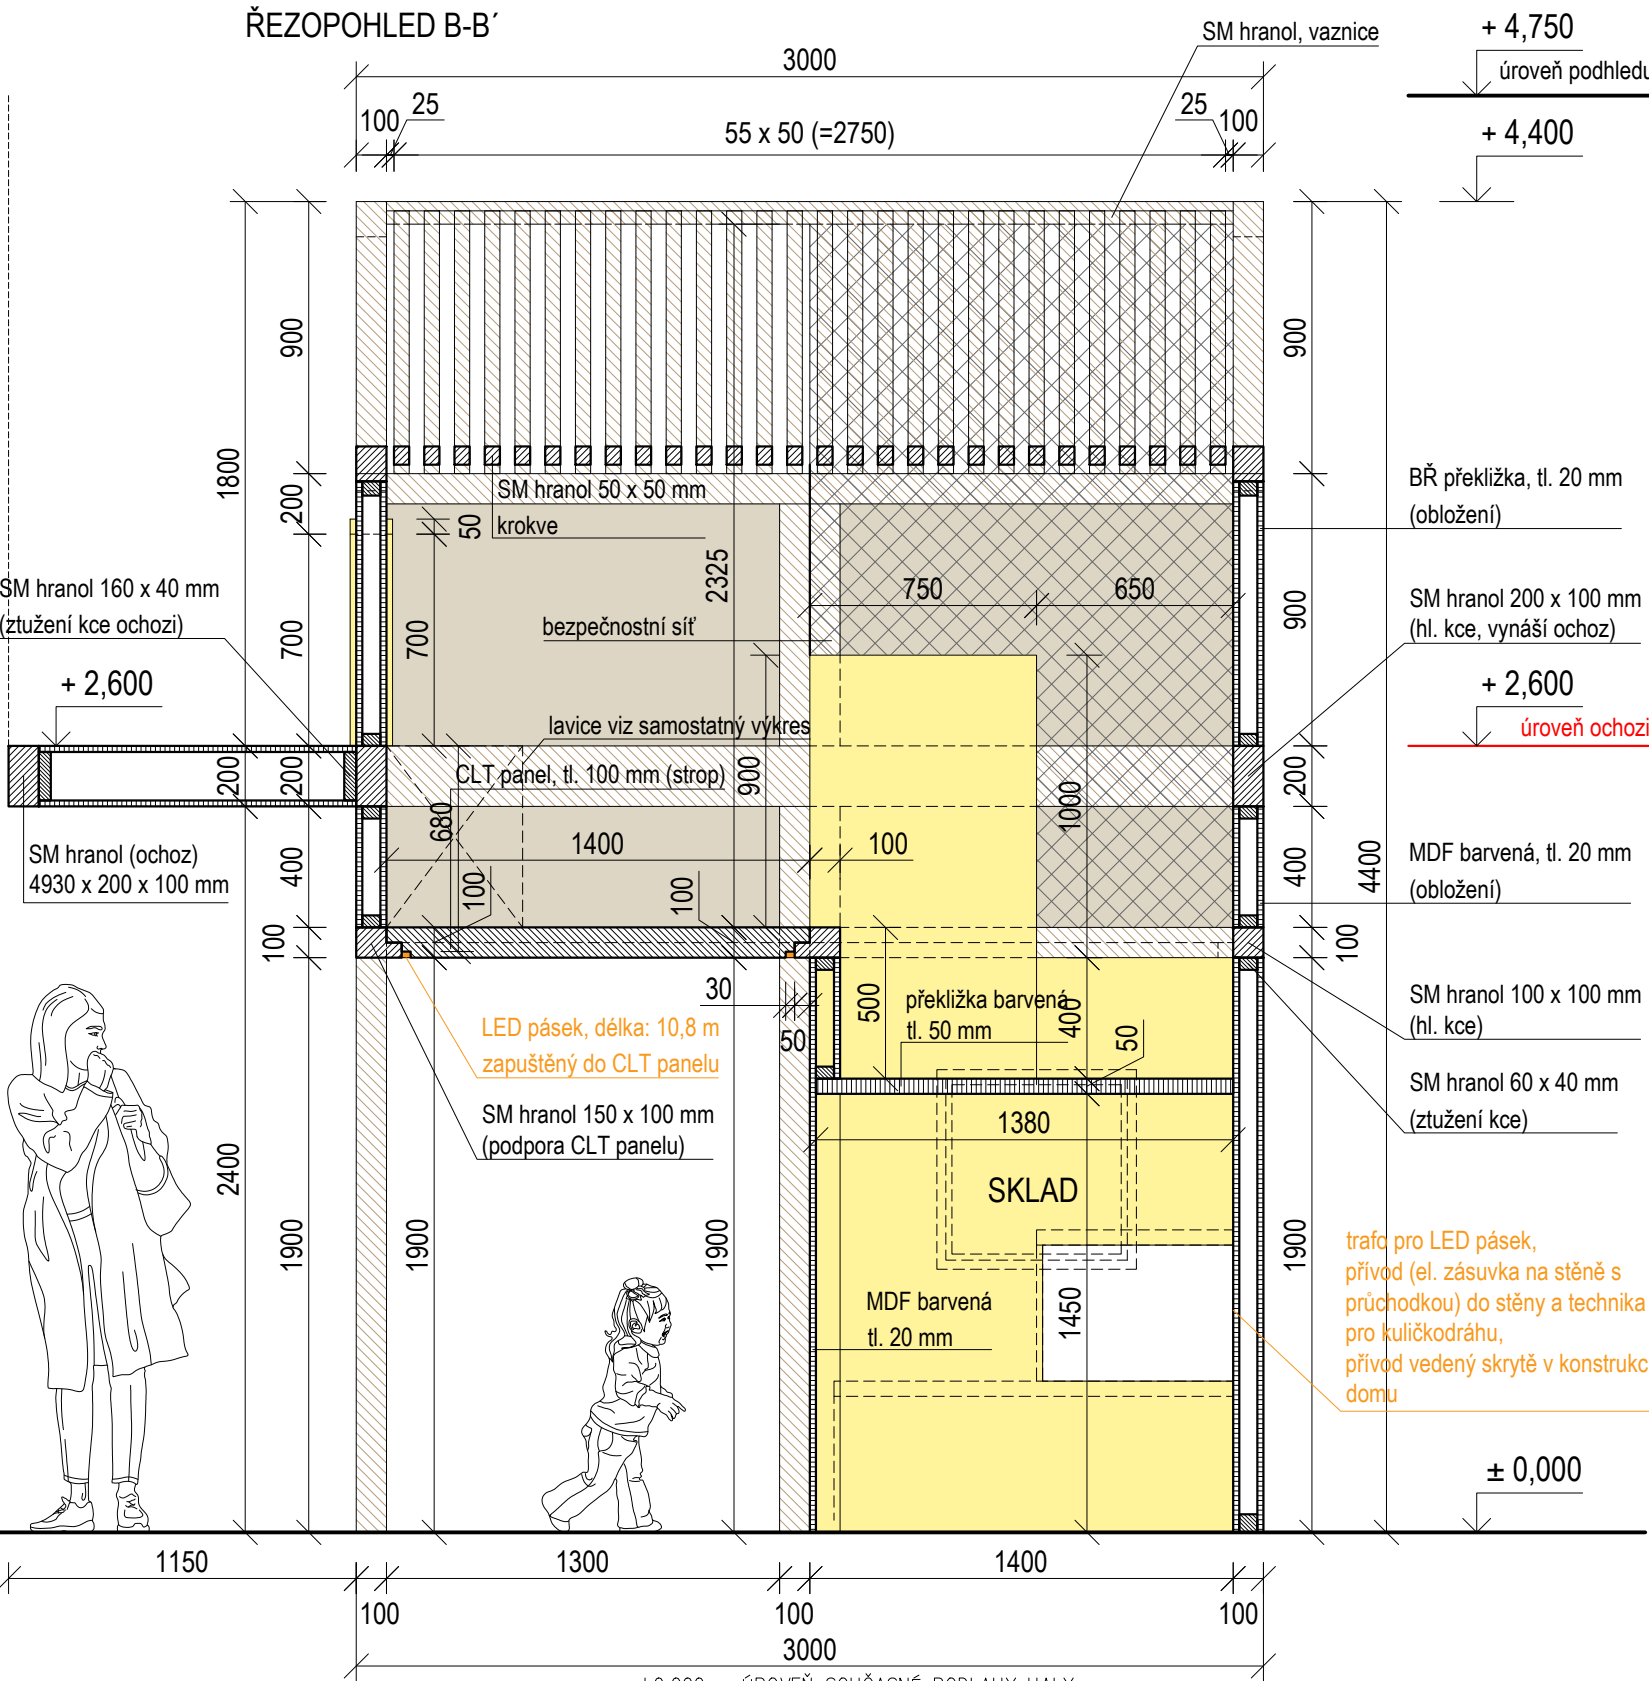 ŘEZOPOHLED B-B´
SM hranol, vaznice
+ 4,750
úroveň podhledu
3000
100
25
55 x 50 (=2750)
25
100
+ 4,400
900
1800
200
700
900
200
400
100
1900
2400
SM hranol 50 x 50 mm
krokve
50
700
2325
bezpečnostní síť
750
650
BŘ překližka, tl. 20 mm
(obložení)
SM hranol 160 x 40 mm
(ztužení kce ochozi)
SM hranol 200 x 100 mm
(hl. kce, vynáší ochoz)
900
+ 2,600
+ 2,600
úroveň ochozi
lavice viz samostatný výkres
CLT panel, tl. 100 mm (strop)
200
200
900
1000
680
1400
100
SM hranol (ochoz)
4930 x 200 x 100 mm
MDF barvená, tl. 20 mm
(obložení)
400
4400
100
100
100
30
50
500
překližka barvená
tl. 50 mm
400
50
LED pásek, délka: 10,8 m
zapuštěný do CLT panelu
SM hranol 150 x 100 mm
(podpora CLT panelu)
SM hranol 100 x 100 mm
(hl. kce)
SM hranol 60 x 40 mm
(ztužení kce)
1380
SKLAD
1900
1900
1450
1900
MDF barvená
tl. 20 mm
trafo pro LED pásek,
přívod (el. zásuvka na stěně s
průchodkou) do stěny a technika
pro kuličkodráhu,
přívod vedený skrytě v konstrukc
domu
± 0,000
1150
1300
1400
100
100
100
3000
ÚROVEŇ SOUČASNÉ PODLAHY HALY